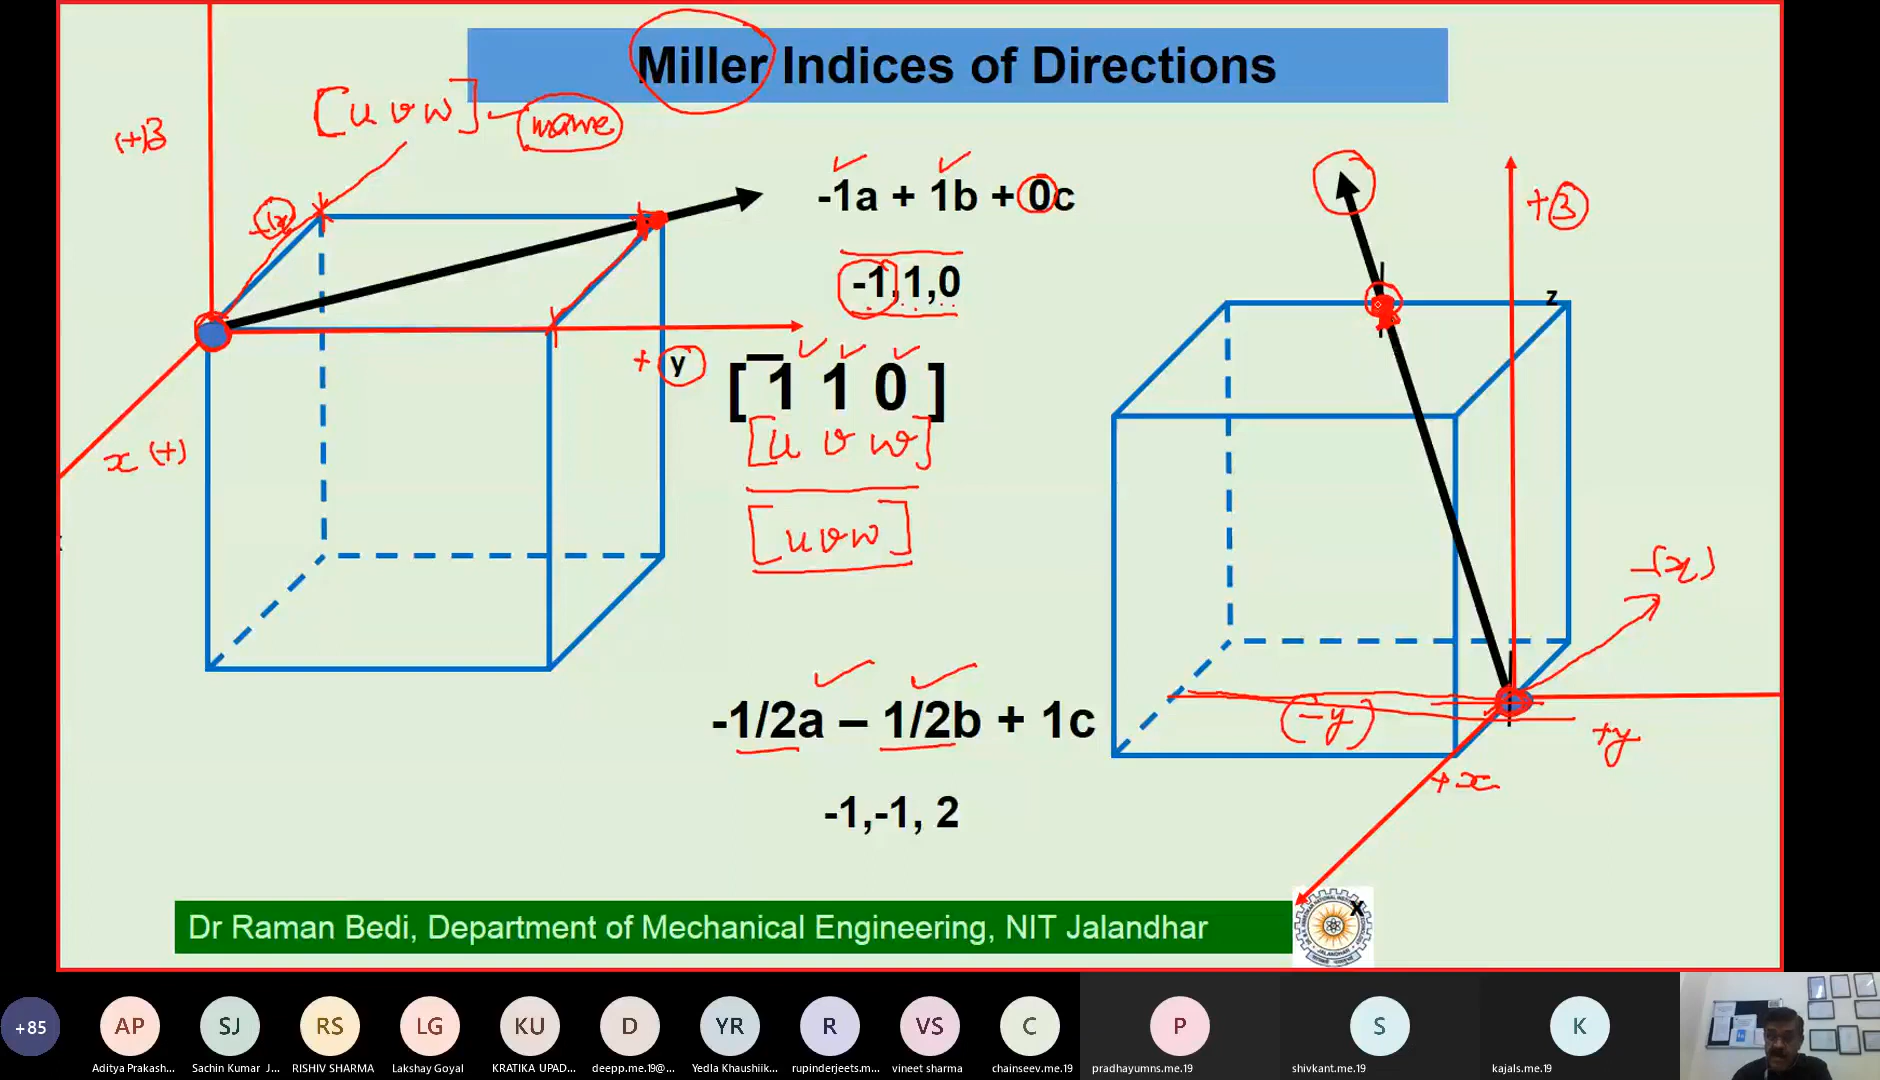 Miller Indices of Directions
[u v w]
name
(+)3
-1a + 1b + 0c
+3
-1,1,0
z
+ y
[ 1̅ 1 0 ]
x (+)
[u v w]
[u v w]
-(x)
-1/2a – 1/2b + 1c
(-y)
+y
+x
-1,-1, 2
x
Dr Raman Bedi, Department of Mechanical Engineering, NIT Jalandhar
+85
AP
SJ
RS
LG
KU
D
YR
R
VS
C
P
S
K
Aditya Prakash...
Sachin Kumar J...
RISHIV SHARMA
Lakshay Goyal
KRATIKA UPAD...
deepp.me.19@...
Yedla Khaushiik...
rupinderjeets.m...
vineet sharma
chainseev.me.19
pradhayumns.me.19
shivkant.me.19
kajals.me.19